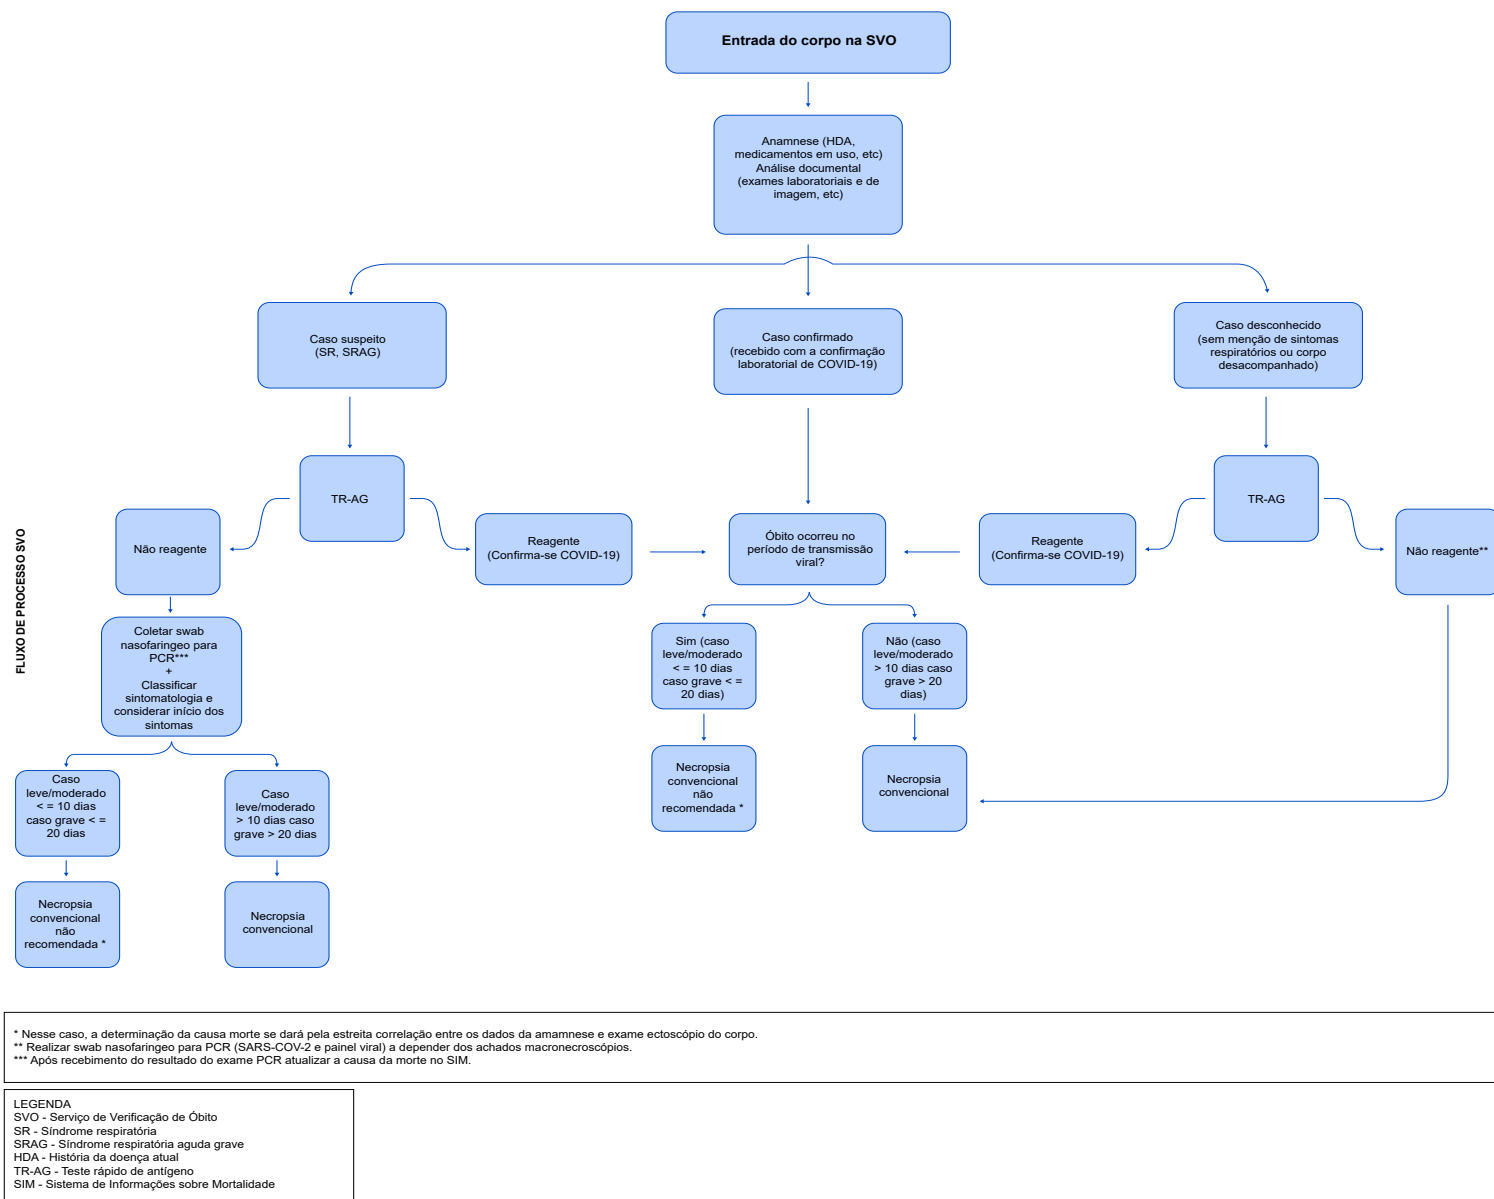 Entrada do corpo na SVO
Anamnese (HDA,
medicamentos em uso, etc)
Análise documental
(exames laboratoriais e de
imagem, etc)
Caso suspeito
(SR, SRAG)
Caso confirmado
(recebido com a confirmação
laboratorial de COVID-19)
Caso desconhecido
(sem menção de sintomas
respiratórios ou corpo
desacompanhado)
TR-AG
TR-AG
Não reagente
Reagente
(Confirma-se COVID-19)
Óbito ocorreu no
período de transmissão
viral?
Reagente
(Confirma-se COVID-19)
Não reagente**
FLUXO DE PROCESSO SVO
Coletar swab
nasofaringeo para
PCR***
+
Classificar
sintomatologia e
considerar início dos
sintomas
Sim (caso
leve/moderado
< = 10 dias
caso grave < =
20 dias)
Não (caso
leve/moderado
> 10 dias caso
grave > 20
dias)
Necropsia
convencional
não
recomendada *
Necropsia
convencional
Caso
leve/moderado
< = 10 dias
caso grave < =
20 dias
Caso
leve/moderado
> 10 dias caso
grave > 20 dias
Necropsia
convencional
não
recomendada *
Necropsia
convencional
* Nesse caso, a determinação da causa morte se dará pela estreita correlação entre os dados da amamnese e exame ectoscópio do corpo.
** Realizar swab nasofaringeo para PCR (SARS-COV-2 e painel viral) a depender dos achados macronecroscópios.
*** Após recebimento do resultado do exame PCR atualizar a causa da morte no SIM.
LEGENDA
SVO - Serviço de Verificação de Óbito
SR - Síndrome respiratória
SRAG - Síndrome respiratória aguda grave
HDA - História da doença atual
TR-AG - Teste rápido de antígeno
SIM - Sistema de Informações sobre Mortalidade